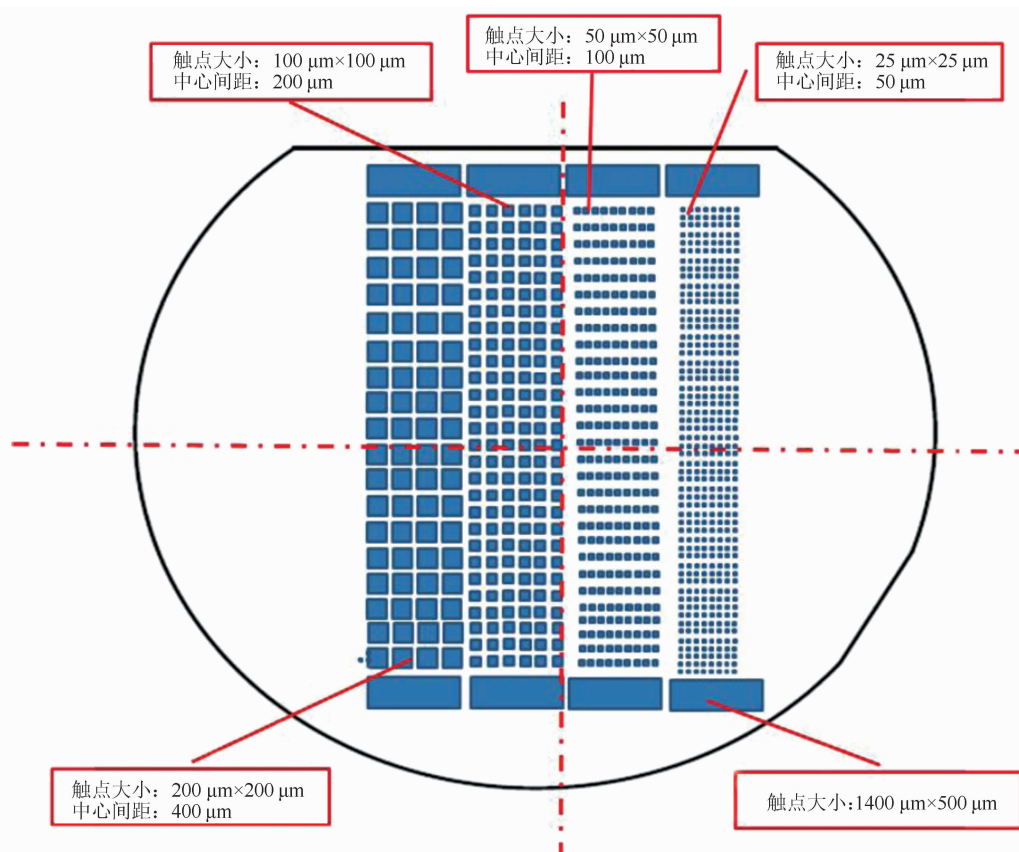 触点大小：100 μm×100 μm
中心间距：200 μm
触点大小：50 μm×50 μm
中心间距：100 μm
触点大小：25 μm×25 μm
中心间距：50 μm
触点大小：200 μm×200 μm
中心间距：400 μm
触点大小:1400 μm×500 μm